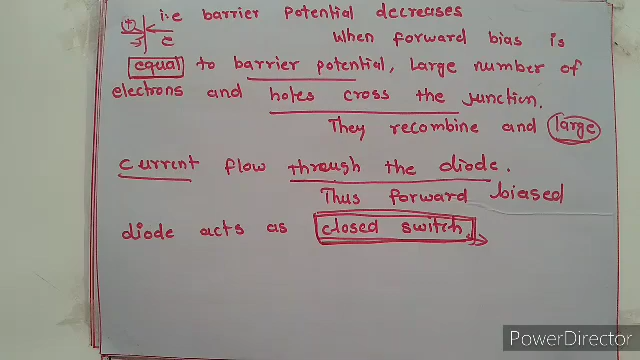 i.e barrier potential decreases
When forward bias is
equal to barrier potential, Large number of
electrons and holes cross the junction.
They recombine and large
current flow through the diode.
Thus forward biased
diode acts as closed switch
PowerDirector